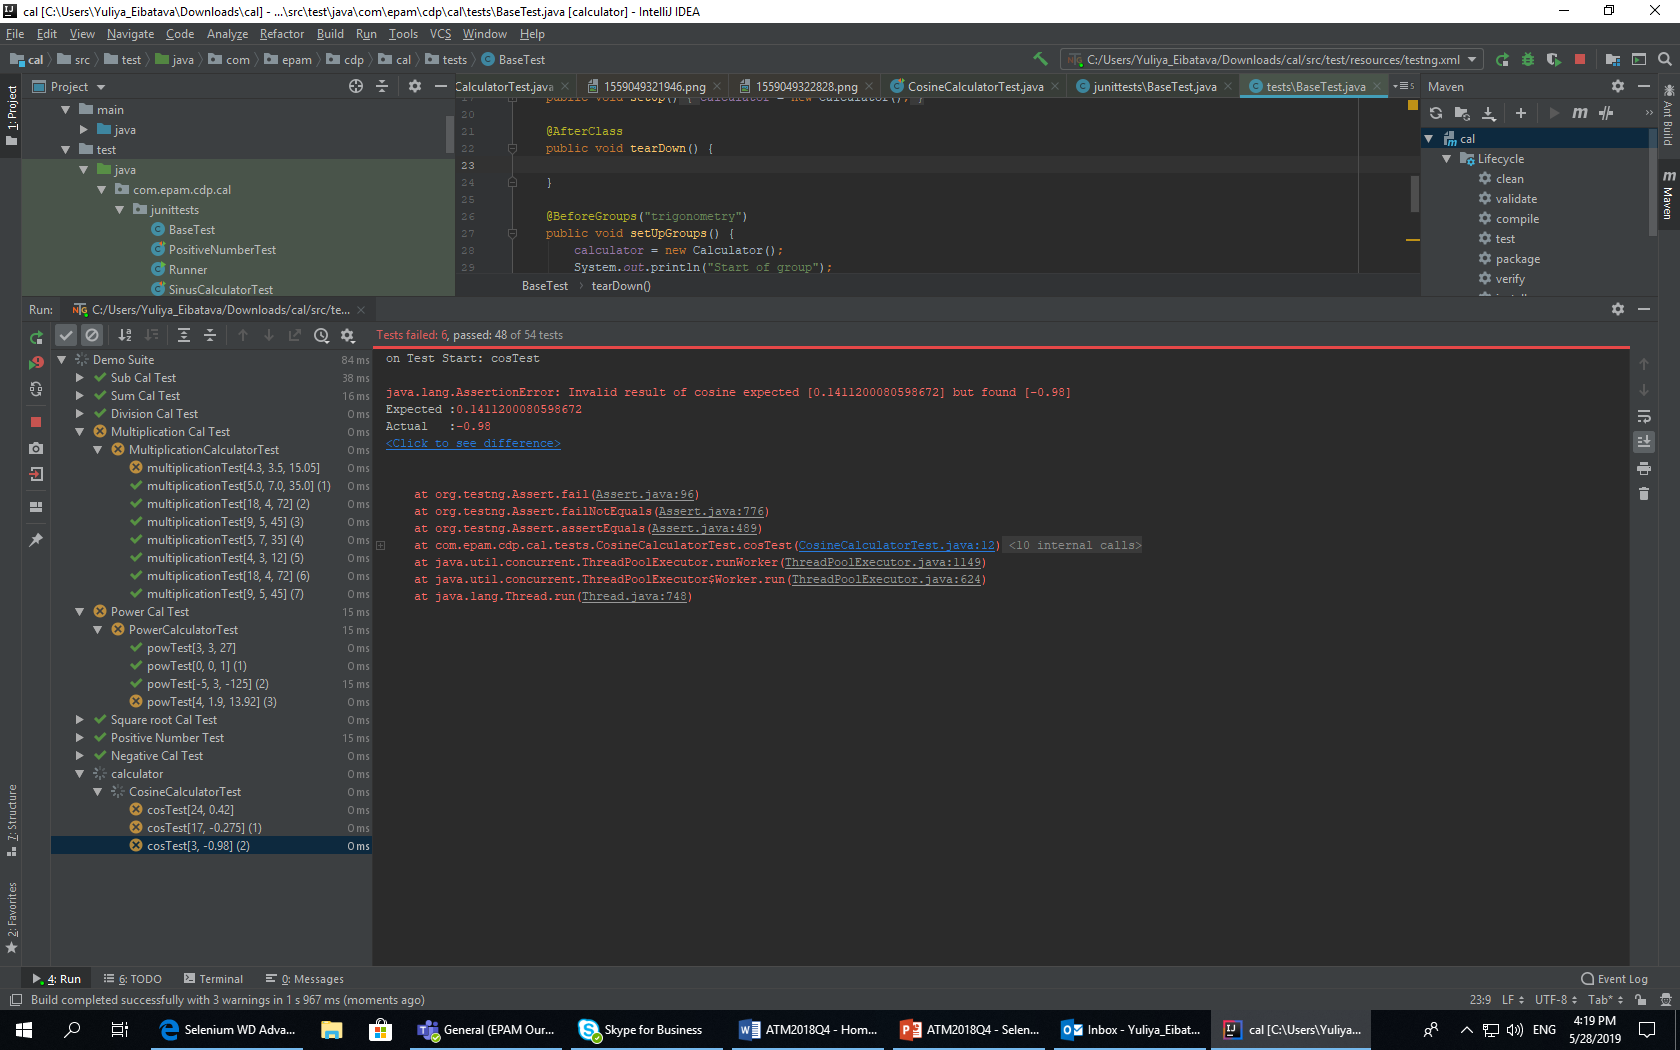 cal [C:\Users\Yuliya_Eibatava\Downloads\cal] - ...\src\test\java\com\epam\cdp\cal\tests\BaseTest.java [calculator] - IntelliJ IDEA
File Edit View Navigate Code Analyze Refactor Build Run Tools VCS Window Help
cal src test java com epam cdp cal tests BaseTest
C:/Users/Yuliya_Eibatava/Downloads/cal/src/test/resources/testng.xml
1: Project
Project
CalculatorTest.java 1559049321946.png 1559049322828.png CosineCalculatorTest.java junittests\BaseTest.java tests\BaseTest.java
main
java
test
java
com.epam.cdp.cal
junittests
BaseTest
PositiveNumberTest
Runner
SinusCalculatorTest
20
21 @AfterClass
22 public void tearDown() {
23
24 }
25
26 @BeforeGroups("trigonometry")
27 public void setUpGroups() {
28 calculator = new Calculator();
29 System.out.println("Start of group");
BaseTest tearDown()
Maven
cal
Lifecycle
clean
validate
compile
test
package
verify
Ant Build
Maven
Run: C:/Users/Yuliya_Eibatava/Downloads/cal/src/te...
Tests failed: 6, passed: 48 of 54 tests
Demo Suite 84 ms
Sub Cal Test 38 ms
Sum Cal Test 16 ms
Division Cal Test 0 ms
Multiplication Cal Test 0 ms
MultiplicationCalculatorTest 0 ms
multiplicationTest[4.3, 3.5, 15.05] 0 ms
multiplicationTest[5.0, 7.0, 35.0] (1) 0 ms
multiplicationTest[18, 4, 72] (2) 0 ms
multiplicationTest[9, 5, 45] (3) 0 ms
multiplicationTest[5, 7, 35] (4) 0 ms
multiplicationTest[4, 3, 12] (5) 0 ms
multiplicationTest[18, 4, 72] (6) 0 ms
multiplicationTest[9, 5, 45] (7) 0 ms
Power Cal Test 15 ms
PowerCalculatorTest 15 ms
powTest[3, 3, 27] 0 ms
powTest[0, 0, 1] (1) 0 ms
powTest[-5, 3, -125] (2) 15 ms
powTest[4, 1.9, 13.92] (3) 0 ms
Square root Cal Test 0 ms
Positive Number Test 15 ms
Negative Cal Test 0 ms
calculator 0 ms
CosineCalculatorTest 0 ms
cosTest[24, 0.42] 0 ms
cosTest[17, -0.275] (1) 0 ms
cosTest[3, -0.98] (2) 0 ms
on Test Start: cosTest
java.lang.AssertionError: Invalid result of cosine expected [0.1411200080598672] but found [-0.98]
Expected :0.1411200080598672
Actual :-0.98
<Click to see difference>
at org.testng.Assert.fail(Assert.java:96)
at org.testng.Assert.failNotEquals(Assert.java:776)
at org.testng.Assert.assertEquals(Assert.java:489)
at com.epam.cdp.cal.tests.CosineCalculatorTest.cosTest(CosineCalculatorTest.java:12) <10 internal calls>
at java.util.concurrent.ThreadPoolExecutor.runWorker(ThreadPoolExecutor.java:1149)
at java.util.concurrent.ThreadPoolExecutor$Worker.run(ThreadPoolExecutor.java:624)
at java.lang.Thread.run(Thread.java:748)
7: Structure
2: Favorites
4: Run 6: TODO Terminal 0: Messages Event Log
Build completed successfully with 3 warnings in 1 s 967 ms (moments ago) 23:9 LF UTF-8 Tab*
Selenium WD Adva... General (EPAM Our... Skype for Business ATM2018Q4 - Hom... ATM2018Q4 - Selen... Inbox - Yuliya_Eibat... cal [C:\Users\Yuliya... ENG 4:19 PM
5/28/2019